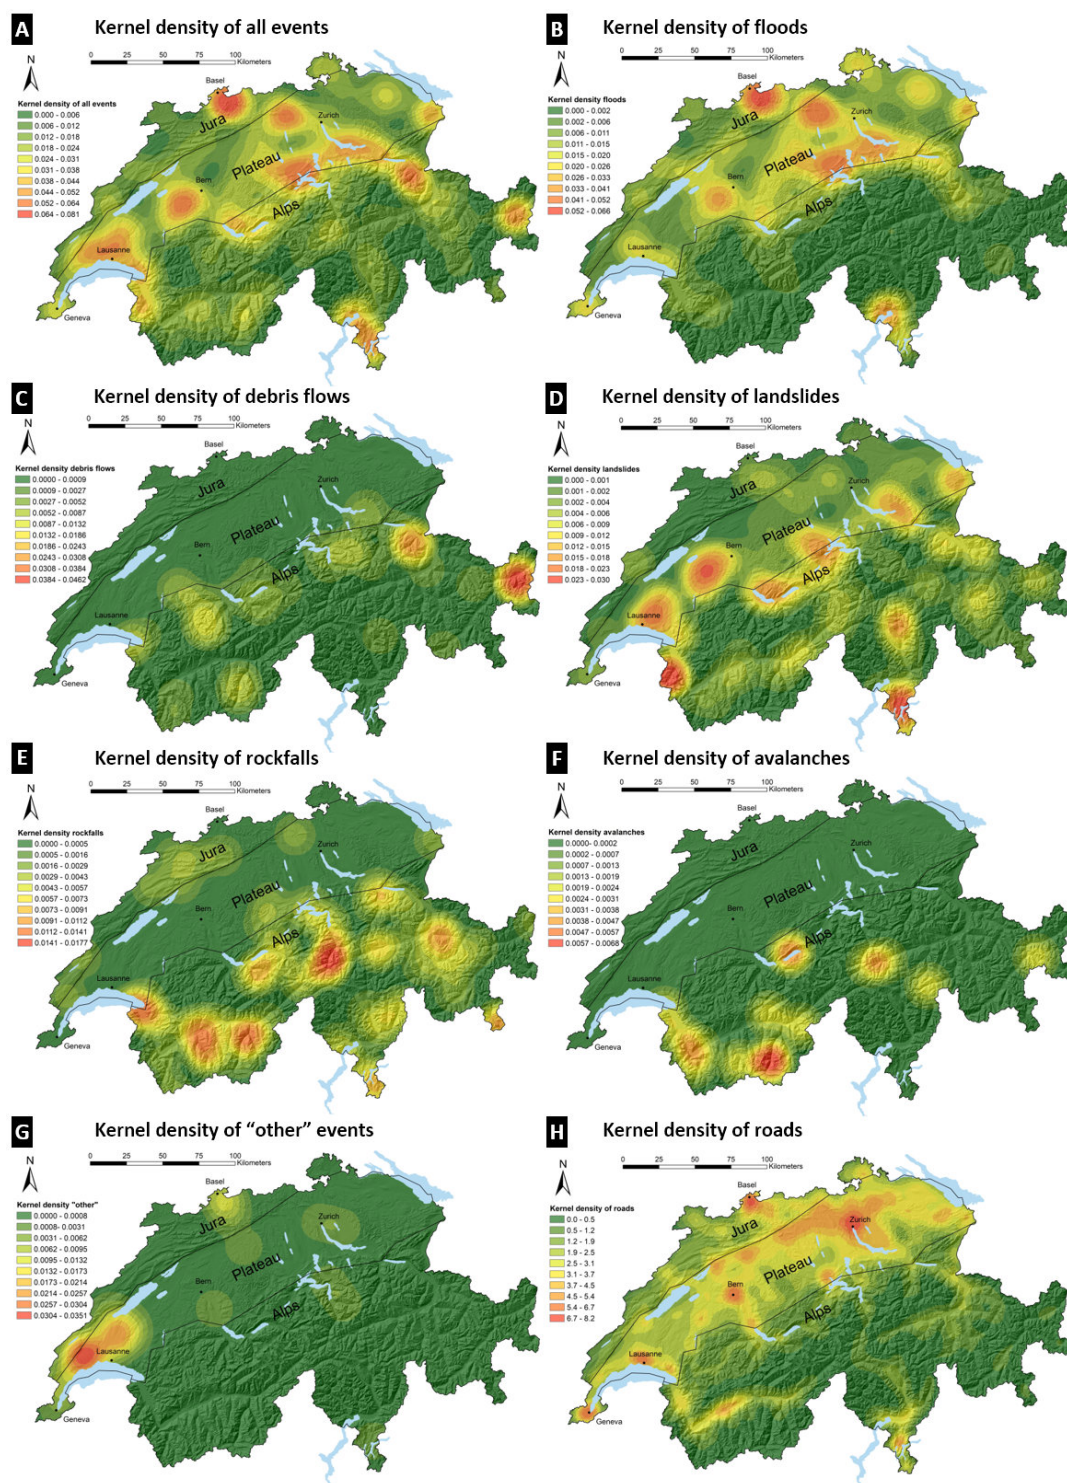 A Kernel density of all events
0 25 50 75 100
Kilometers
N
Kernel density of all events
0.000 - 0.006
0.006 - 0.012
0.012 - 0.018
0.018 - 0.024
0.024 - 0.031
0.031 - 0.038
0.038 - 0.044
0.044 - 0.052
0.052 - 0.064
0.064 - 0.081
Basel
Jura
Zurich
Plateau
Bern
Alps
Lausanne
Geneva
B Kernel density of floods
0 25 50 75 100
Kilometers
N
Kernel density floods
0.000 - 0.002
0.002 - 0.006
0.006 - 0.011
0.011 - 0.015
0.015 - 0.020
0.020 - 0.026
0.026 - 0.033
0.033 - 0.041
0.041 - 0.052
0.052 - 0.066
Basel
Jura
Zurich
Plateau
Bern
Alps
Lausanne
Geneva
C Kernel density of debris flows
0 25 50 75 100
Kilometers
N
Kernel density debris flows
0.0000 - 0.0009
0.0009 - 0.0027
0.0027 - 0.0052
0.0052 - 0.0087
0.0087 - 0.0132
0.0132 - 0.0186
0.0186 - 0.0243
0.0243 - 0.0308
0.0308 - 0.0384
0.0384 - 0.0462
Basel
Jura
Zurich
Plateau
Bern
Alps
Lausanne
Geneva
D Kernel density of landslides
0 25 50 75 100
Kilometers
N
Kernel density landslides
0.000 - 0.001
0.001 - 0.002
0.002 - 0.004
0.004 - 0.006
0.006 - 0.009
0.009 - 0.012
0.012 - 0.015
0.015 - 0.018
0.018 - 0.023
0.023 - 0.030
Basel
Jura
Zurich
Plateau
Bern
Alps
Lausanne
Geneva
E Kernel density of rockfalls
0 25 50 75 100
Kilometers
N
Kernel density rockfalls
0.0000 - 0.0005
0.0005 - 0.0016
0.0016 - 0.0029
0.0029 - 0.0043
0.0043 - 0.0057
0.0057 - 0.0073
0.0073 - 0.0091
0.0091 - 0.0112
0.0112 - 0.0141
0.0141 - 0.0177
Basel
Jura
Zurich
Plateau
Bern
Alps
Lausanne
Geneva
F Kernel density of avalanches
0 25 50 75 100
Kilometers
N
Kernel density avalanches
0.0000- 0.0002
0.0002 - 0.0007
0.0007 - 0.0013
0.0013 - 0.0019
0.0019 - 0.0024
0.0024 - 0.0031
0.0031 - 0.0038
0.0038 - 0.0047
0.0047 - 0.0057
0.0057 - 0.0068
Basel
Jura
Zurich
Plateau
Bern
Alps
Lausanne
Geneva
G Kernel density of “other” events
0 25 50 75 100
Kilometers
N
Kernel density "other"
0.0000 - 0.0008
0.0008- 0.0031
0.0031 - 0.0062
0.0062 - 0.0095
0.0095 - 0.0132
0.0132 - 0.0173
0.0173 - 0.0214
0.0214 - 0.0257
0.0257 - 0.0304
0.0304 - 0.0351
Basel
Jura
Zurich
Plateau
Bern
Alps
Lausanne
Geneva
H Kernel density of roads
0 25 50 75 100
Kilometers
N
Kernel density of roads
0.0 - 0.5
0.5 - 1.2
1.2 - 1.9
1.9 - 2.5
2.5 - 3.1
3.1 - 3.7
3.7 - 4.5
4.5 - 5.4
5.4 - 6.7
6.7 - 8.2
Basel
Jura
Zurich
Plateau
Bern
Alps
Lausanne
Geneva